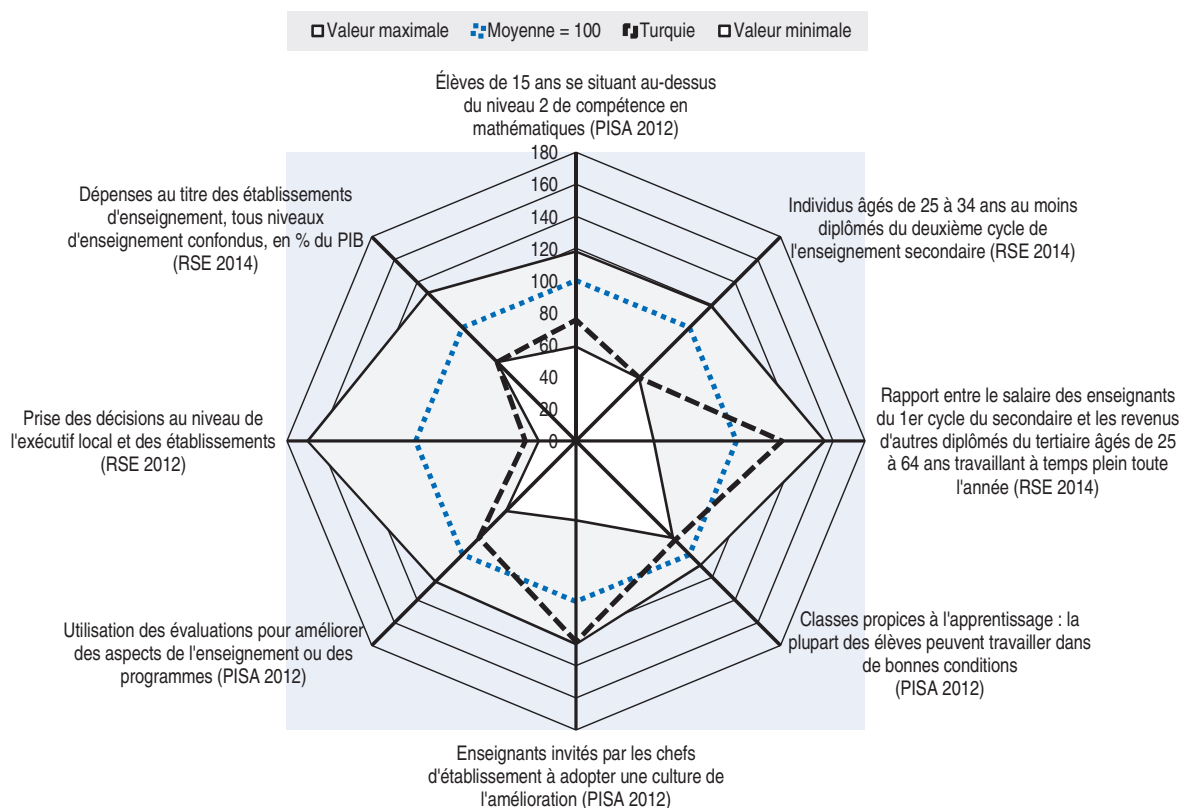 Valeur maximale Moyenne = 100 Turquie Valeur minimale
Élèves de 15 ans se situant au-dessus
du niveau 2 de compétence en
mathématiques (PISA 2012)
180
160
140
120
100
80
60
40
20
0
Individus âgés de 25 à 34 ans au moins
diplômés du deuxième cycle de
l'enseignement secondaire (RSE 2014)
Rapport entre le salaire des enseignants
du 1er cycle du secondaire et les revenus
d'autres diplômés du tertiaire âgés de 25
à 64 ans travaillant à temps plein toute
l'année (RSE 2014)
Classes propices à l'apprentissage : la
plupart des élèves peuvent travailler dans
de bonnes conditions
(PISA 2012)
Enseignants invités par les chefs
d'établissement à adopter une culture de
l'amélioration (PISA 2012)
Utilisation des évaluations pour améliorer
des aspects de l'enseignement ou des
programmes (PISA 2012)
Prise des décisions au niveau de
l'exécutif local et des établissements
(RSE 2012)
Dépenses au titre des établissements
d'enseignement, tous niveaux
d'enseignement confondus, en % du PIB
(RSE 2014)